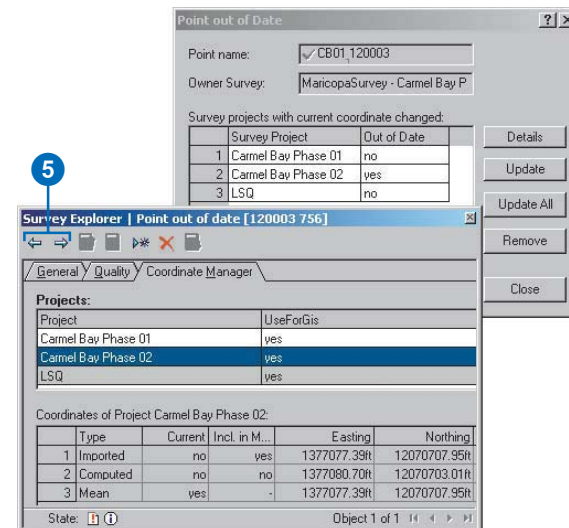 Point out of Date
Point name: CB01,120003
Owner Survey: MaricopaSurvey - Carmel Bay P
Survey projects with current coordinate changed:
Survey Project Out of Date
1 Carmel Bay Phase 01 no
2 Carmel Bay Phase 02 yes
3 LSQ no
Details
Update
Update All
Remove
Close
5
Survey Explorer | Point out of date [120003 756]
General Quality Coordinate Manager
Projects:
Project UseForGis
Carmel Bay Phase 01 yes
Carmel Bay Phase 02 yes
LSQ yes
Coordinates of Project Carmel Bay Phase 02:
Type Current Incl. in M... Easting Northing
1 Imported no yes 1377077.39ft 12070707.95ft
2 Computed no no 1377080.70ft 12070703.01ft
3 Mean yes - 1377077.39ft 12070707.95ft
State: Object 1 of 1